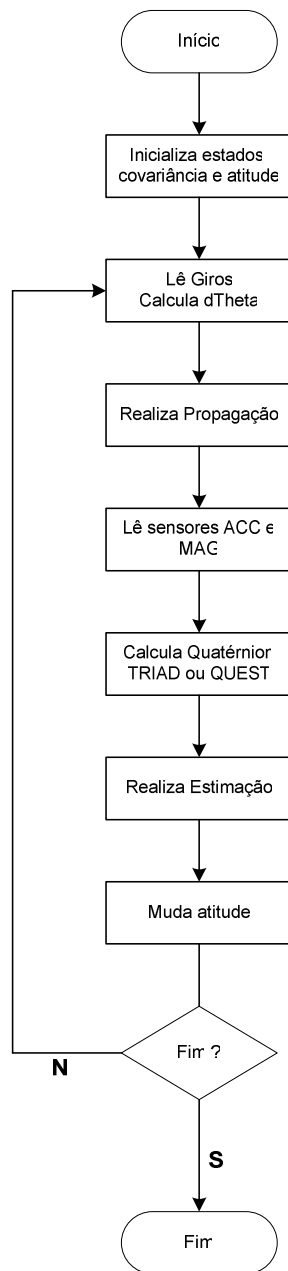 Início
Inicializa estados
covariância e atitude
Lê Giros
Calcula dTheta
Realiza Propagação
Lê sensores ACC e
MAG
Calcula Quatérnion
TRIAD ou QUEST
Realiza Estimação
Muda atitude
Fim ?
N
S
Fim